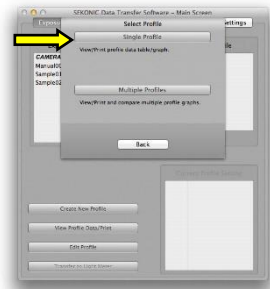 SEKONIC Data Transfer Software – Main Screen
Select Profile
ettings
Single Profile
View/Print profile data table/graph.
CAMERA
Multiple Profiles
View/Print and compare multiple profile graphs.
Back
Create New Profile
View Profile Data/Print
Edit Profile
Transfer to Light Meter